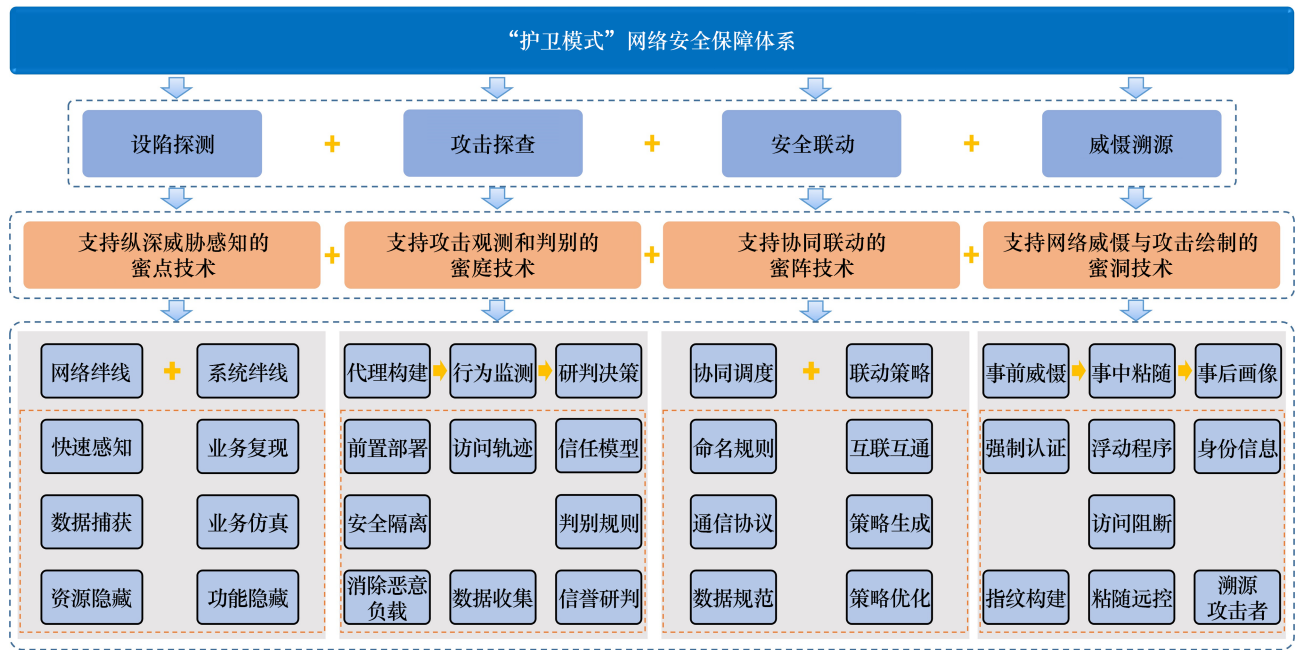 “护卫模式”网络安全保障体系
设陷探测
攻击探查
安全联动
威慑溯源
支持纵深威胁感知的
蜜点技术
支持攻击观测和判别的
蜜庭技术
支持协同联动的
蜜阵技术
支持网络威慑与攻击绘制的
蜜洞技术
网络绊线
系统绊线
快速感知
业务复现
数据捕获
业务仿真
资源隐藏
功能隐藏
代理构建
行为监测
研判决策
前置部署
访问轨迹
信任模型
安全隔离
判别规则
消除恶意
负载
数据收集
信誉研判
协同调度
联动策略
命名规则
互联互通
通信协议
策略生成
数据规范
策略优化
事前威慑
事中粘随
事后画像
强制认证
浮动程序
身份信息
访问阻断
指纹构建
粘随远控
溯源
攻击者